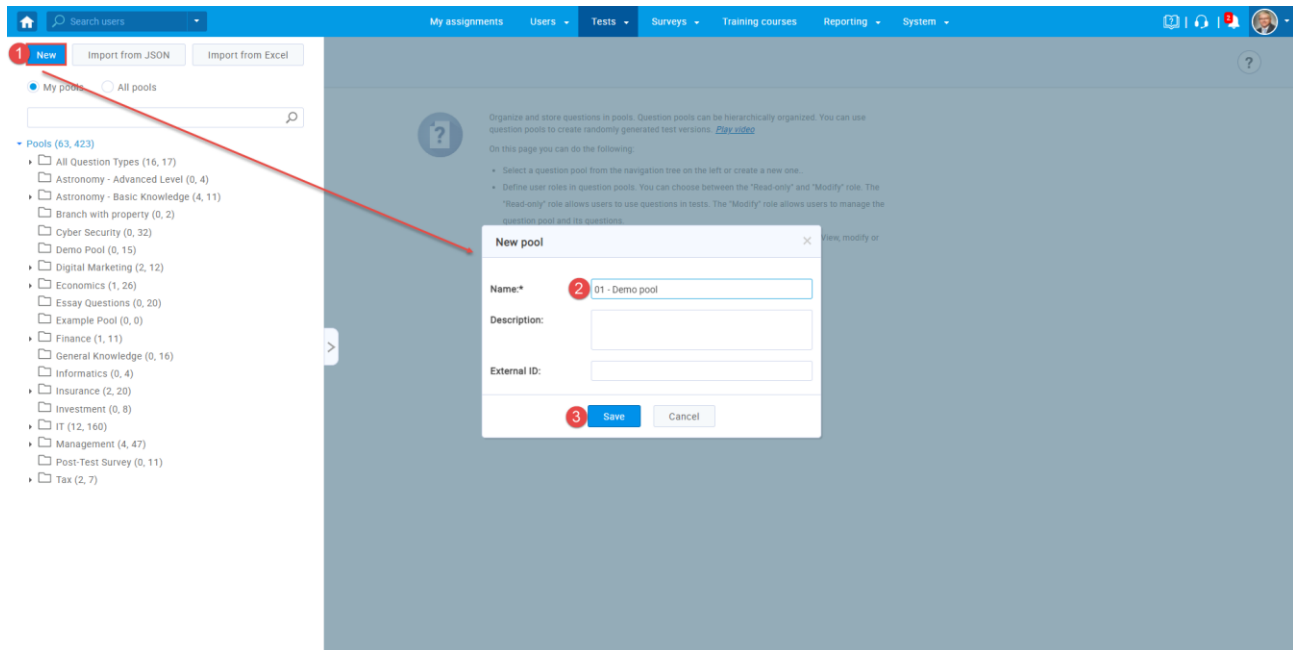 Search users
My assignments
Users
Tests
Surveys
Training courses
Reporting
System
2
1
New
Import from JSON
Import from Excel
?
My pools
All pools
Pools (63, 423)
All Question Types (16, 17)
Astronomy - Advanced Level (0, 4)
Astronomy - Basic Knowledge (4, 11)
Branch with property (0, 2)
Cyber Security (0, 32)
Demo Pool (0, 15)
Digital Marketing (2, 12)
Economics (1, 26)
Essay Questions (0, 20)
Example Pool (0, 0)
Finance (1, 11)
General Knowledge (0, 16)
Informatics (0, 4)
Insurance (2, 20)
Investment (0, 8)
IT (12, 160)
Management (4, 47)
Post-Test Survey (0, 11)
Tax (2, 7)
?
Organize and store questions in pools. Question pools can be hierarchically organized. You can use
question pools to create randomly generated test versions. Play video
On this page you can do the following:
• Select a question pool from the navigation tree on the left or create a new one..
• Define user roles in question pools. You can choose between the "Read-only" and "Modify" role. The
"Read-only" role allows users to use questions in tests. The "Modify" role allows users to manage the
question pool and its questions.
View, modify or
New pool
Name:*
2
01 - Demo pool
Description:
External ID:
3
Save
Cancel